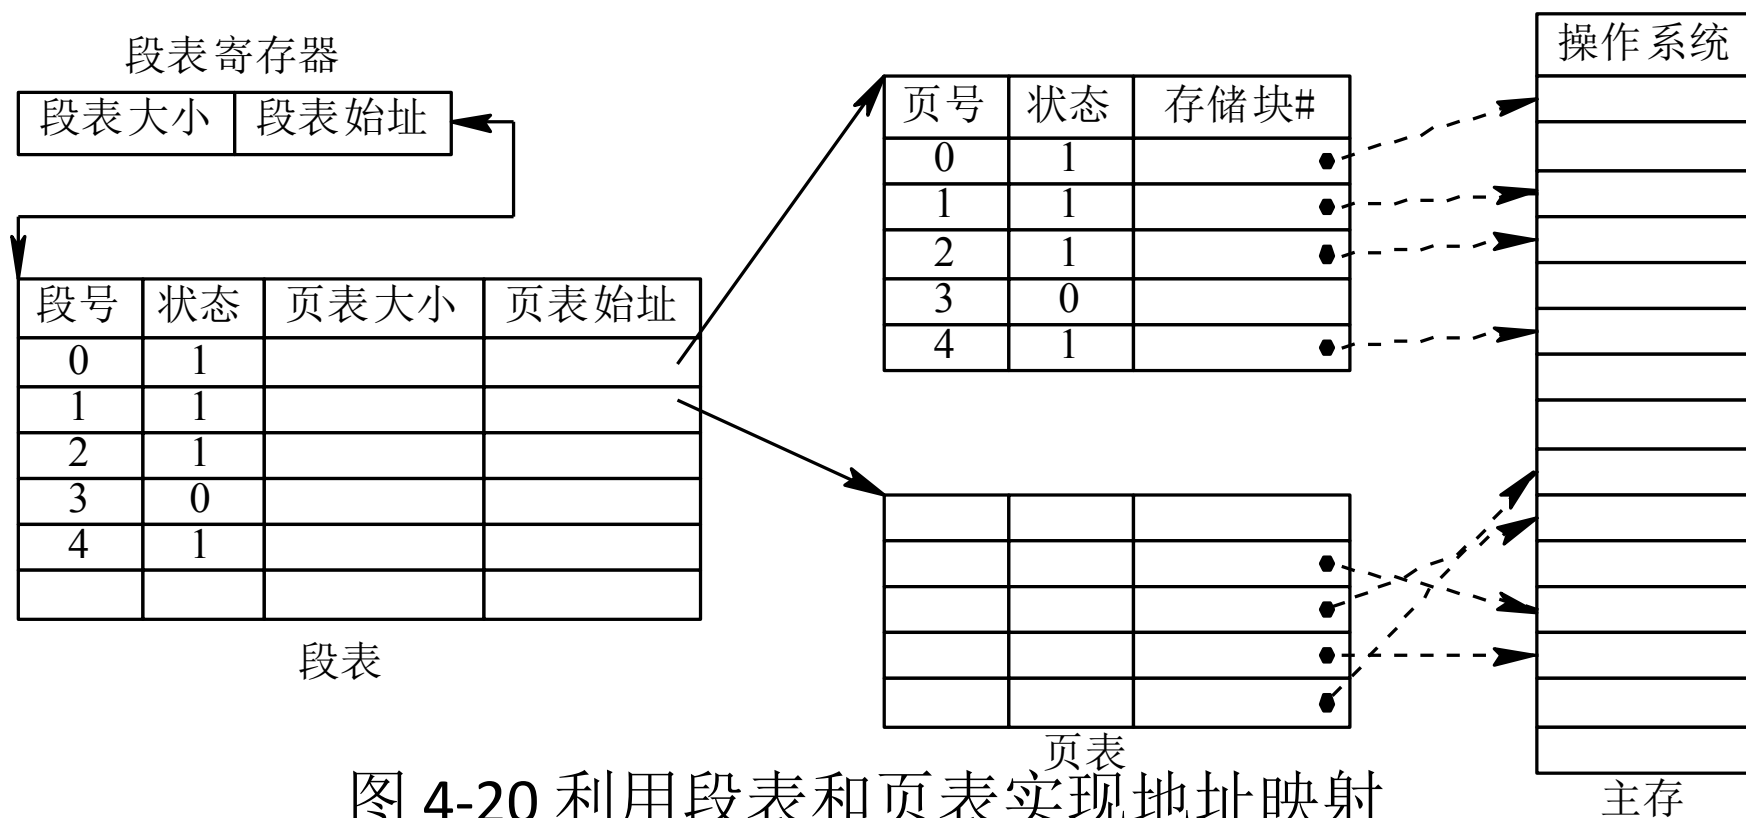 段表寄存器
段表大小 段表始址
段号 状态 页表大小 页表始址
0 1
1 1
2 1
3 0
4 1
段表
页号 状态 存储块#
0 1
1 1
2 1
3 0
4 1
页表
操作系统
主存
图 4-20 利用段表和页表实现地址映射